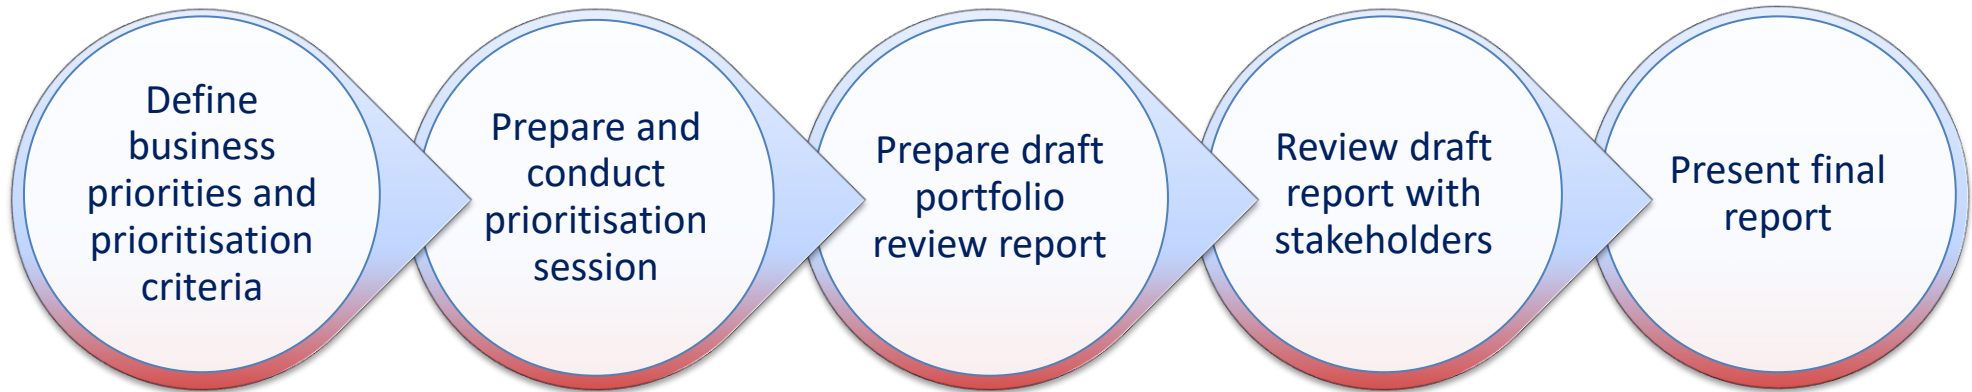 Define
business
priorities and
prioritisation
criteria
Prepare and
conduct
prioritisation
session
Prepare draft
portfolio
review report
Review draft
report with
stakeholders
Present final
report